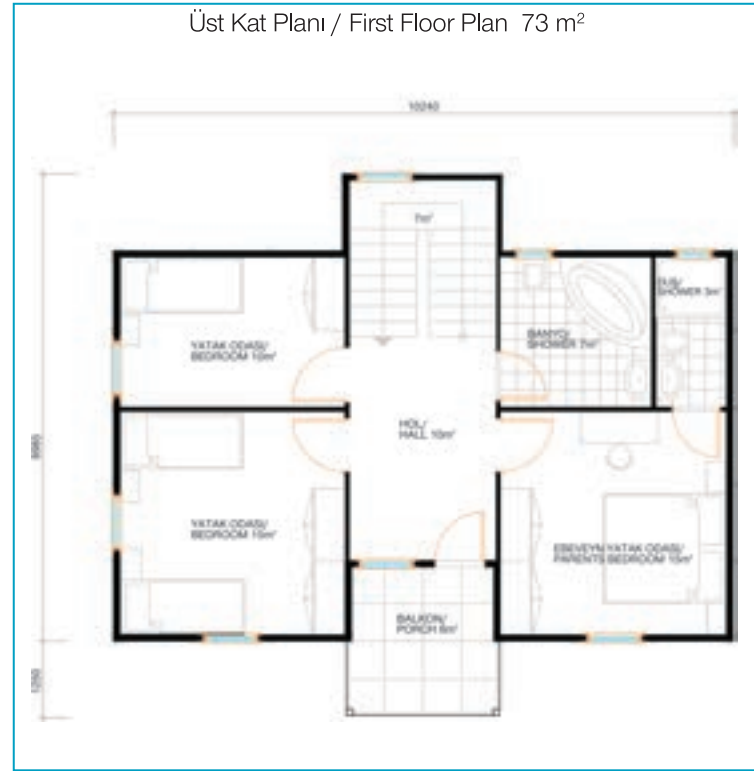 Üst Kat Planı / First Floor Plan 73 m²
10240
7m²
DUŞ/
SHOWER 3m²
BANYO/
SHOWER 7m²
YATAK ODASI/
BEDROOM 10m²
HOL/
HALL 10m²
YATAK ODASI/
BEDROOM 15m²
EBEVEYN YATAK ODASI/
PARENTS BEDROOM 15m²
BALKON/
PORCH 6m²
1250